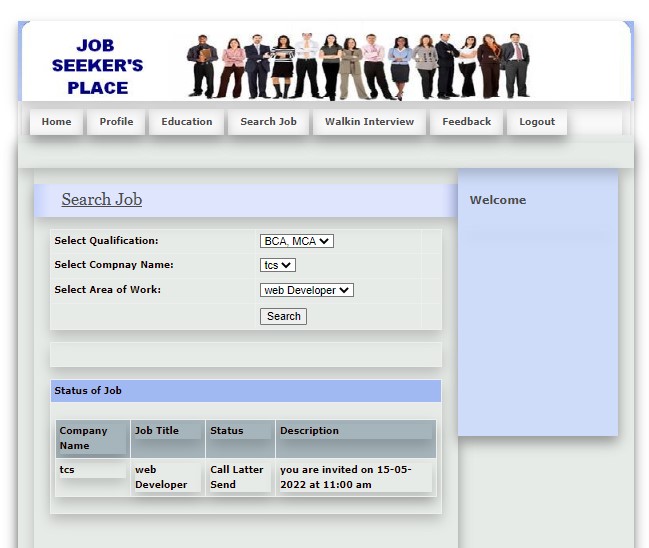 JOB
SEEKER'S
PLACE
Home Profile Education Search Job Walkin Interview Feedback Logout
Search Job
Welcome
Select Qualification: BCA, MCA
Select Compnay Name: tcs
Select Area of Work: web Developer
Search
Status of Job
Company Name Job Title Status Description
tcs web Developer Call Latter Send you are invited on 15-05-2022 at 11:00 am